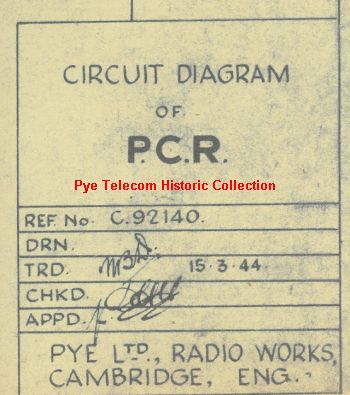 CIRCUIT DIAGRAM
OF
P.C.R.
Pye Telecom Historic Collection
REF. No. C.92140.
DRN.
TRD. 15.3.44.
CHKD.
APPD.
PYE LTD., RADIO WORKS,
CAMBRIDGE, ENG.